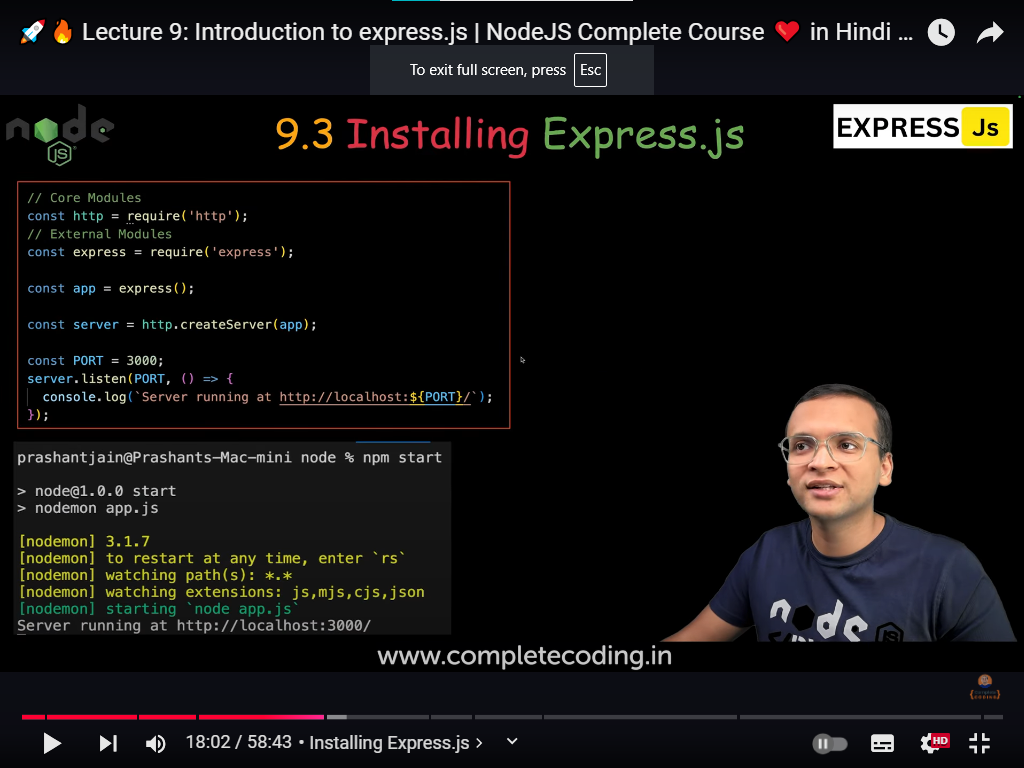 🚀🔥 Lecture 9: Introduction to express.js | NodeJS Complete Course ❤️ in Hindi ...
To exit full screen, press Esc
node
JS
9.3 Installing Express.js
EXPRESS Js
// Core Modules
const http = require('http');
// External Modules
const express = require('express');
const app = express();
const server = http.createServer(app);
const PORT = 3000;
server.listen(PORT, () => {
console.log(`Server running at http://localhost:${PORT}/`);
});
prashantjain@Prashants-Mac-mini node % npm start
> node@1.0.0 start
> nodemon app.js
[nodemon] 3.1.7
[nodemon] to restart at any time, enter `rs`
[nodemon] watching path(s): *.*
[nodemon] watching extensions: js,mjs,cjs,json
[nodemon] starting `node app.js`
Server running at http://localhost:3000/
node
JS
www.completecoding.in
18:02 / 58:43 • Installing Express.js >
HD